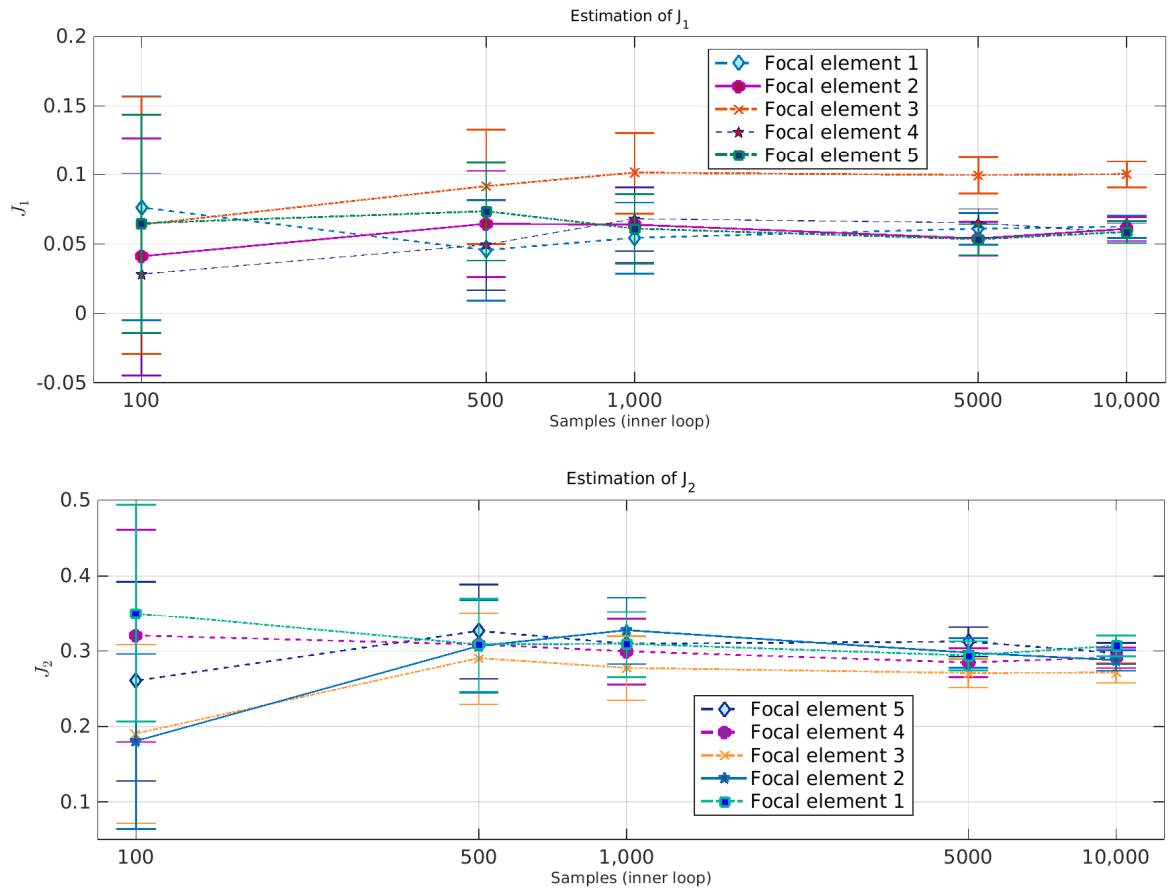 Estimation of J1
0.2
0.15
0.1
0.05
0
-0.05
J1
Focal element 1
Focal element 2
Focal element 3
Focal element 4
Focal element 5
100 500 1,000 5000 10,000
Samples (inner loop)
Estimation of J2
0.5
0.4
0.3
0.2
0.1
J2
Focal element 5
Focal element 4
Focal element 3
Focal element 2
Focal element 1
100 500 1,000 5000 10,000
Samples (inner loop)